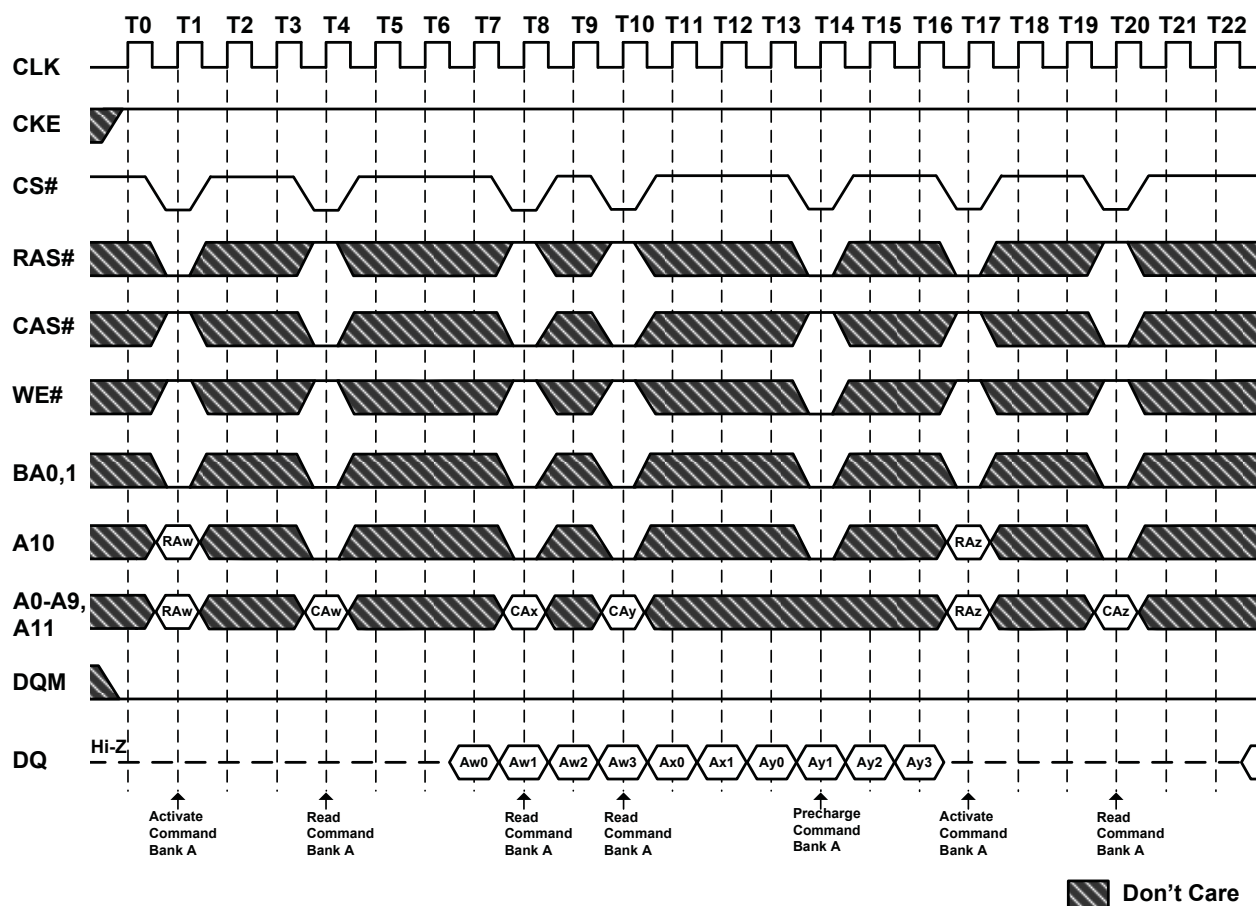 T0 T1 T2 T3 T4 T5 T6 T7 T8 T9 T10 T11 T12 T13 T14 T15 T16 T17 T18 T19 T20 T21 T22
CLK
CKE
CS#
RAS#
CAS#
WE#
BA0,1
A10
RAw RAz
A0-A9,
A11
RAw CAw CAx CAy RAz CAz
DQM
DQ
Hi-Z
Aw0 Aw1 Aw2 Aw3 Ax0 Ax1 Ay0 Ay1 Ay2 Ay3
Activate
Command
Bank A
Read
Command
Bank A
Read
Command
Bank A
Read
Command
Bank A
Precharge
Command
Bank A
Activate
Command
Bank A
Read
Command
Bank A
Don't Care